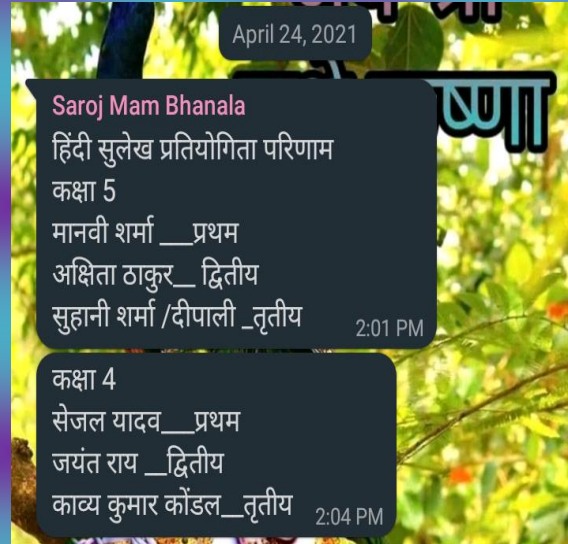 April 24, 2021
ष्णा
Saroj Mam Bhanala
हिंदी सुलेख प्रतियोगिता परिणाम
कक्षा 5
मानवी शर्मा ___प्रथम
अक्षिता ठाकुर__ द्वितीय
सुहानी शर्मा /दीपाली _तृतीय
2:01 PM
कक्षा 4
सेजल यादव___प्रथम
जयंत राय __द्वितीय
काव्य कुमार कोंडल__तृतीय
2:04 PM